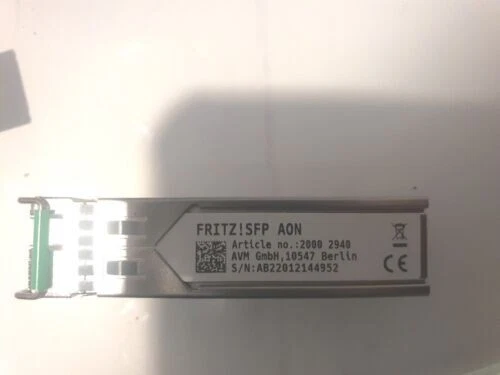 FRITZ!SFP AON
Article no.:2000 2940
AVM GmbH,10547 Berlin
S/N:AB22012144952
CE